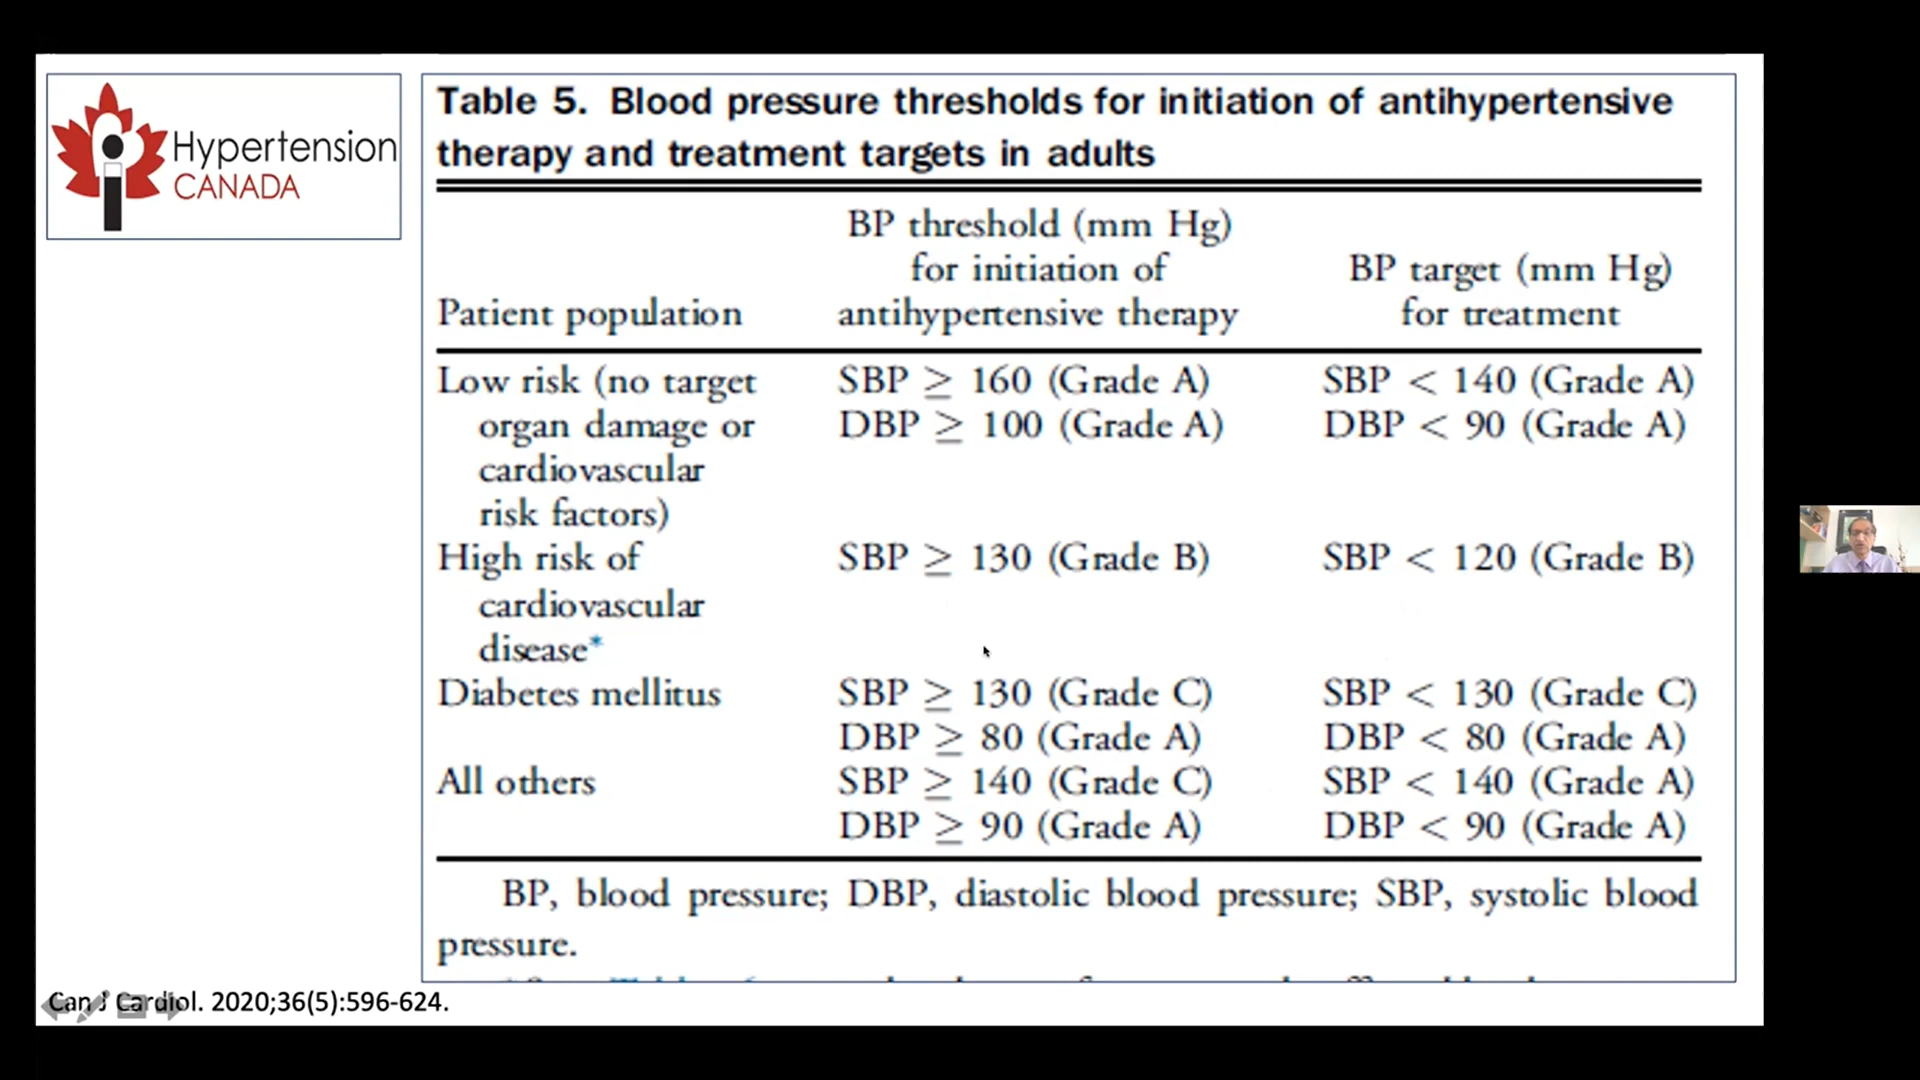 Hypertension
CANADA
Table 5. Blood pressure thresholds for initiation of antihypertensive
therapy and treatment targets in adults
BP threshold (mm Hg)
for initiation of
antihypertensive therapy
BP target (mm Hg)
for treatment
Patient population
Low risk (no target
organ damage or
cardiovascular
risk factors)
SBP ≥ 160 (Grade A)
DBP ≥ 100 (Grade A)
SBP < 140 (Grade A)
DBP < 90 (Grade A)
High risk of
cardiovascular
disease*
SBP ≥ 130 (Grade B)
SBP < 120 (Grade B)
Diabetes mellitus
SBP ≥ 130 (Grade C)
DBP ≥ 80 (Grade A)
SBP < 130 (Grade C)
DBP < 80 (Grade A)
All others
SBP ≥ 140 (Grade C)
DBP ≥ 90 (Grade A)
SBP < 140 (Grade A)
DBP < 90 (Grade A)
BP, blood pressure; DBP, diastolic blood pressure; SBP, systolic blood
pressure.
Can J Cardiol. 2020;36(5):596-624.